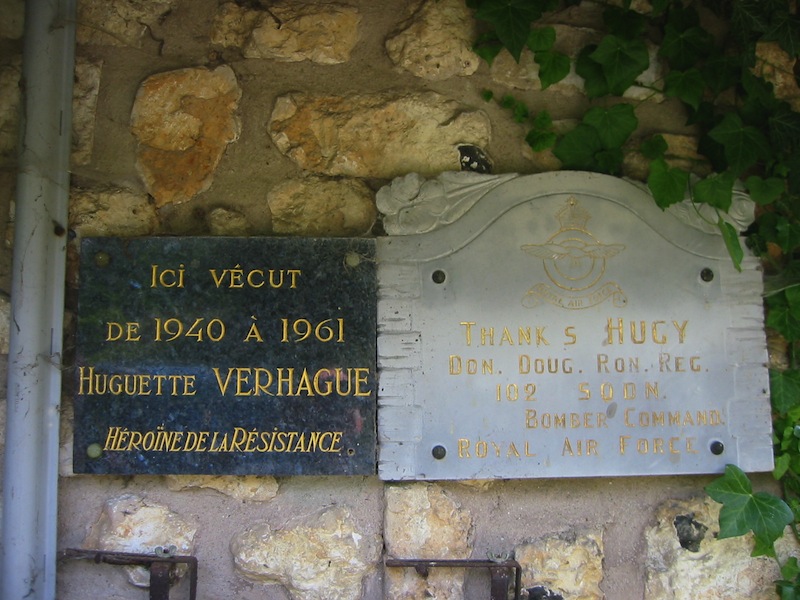 ICI VÉCUT
DE 1940 À 1961
HUGUETTE VERHAGUE
HÉROÏNE DE LA RÉSISTANCE
THANK S HUGY
DON. DOUG. RON. REG.
102 SQDN.
BOMBER COMMAND.
ROYAL AIR FORCE